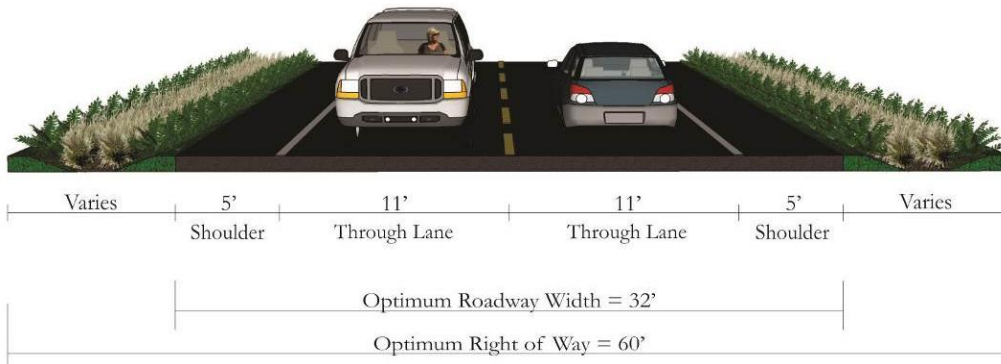 Varies 5’ 11’ 11’ 5’ Varies
Shoulder Through Lane Through Lane Shoulder
Optimum Roadway Width = 32’
Optimum Right of Way = 60’